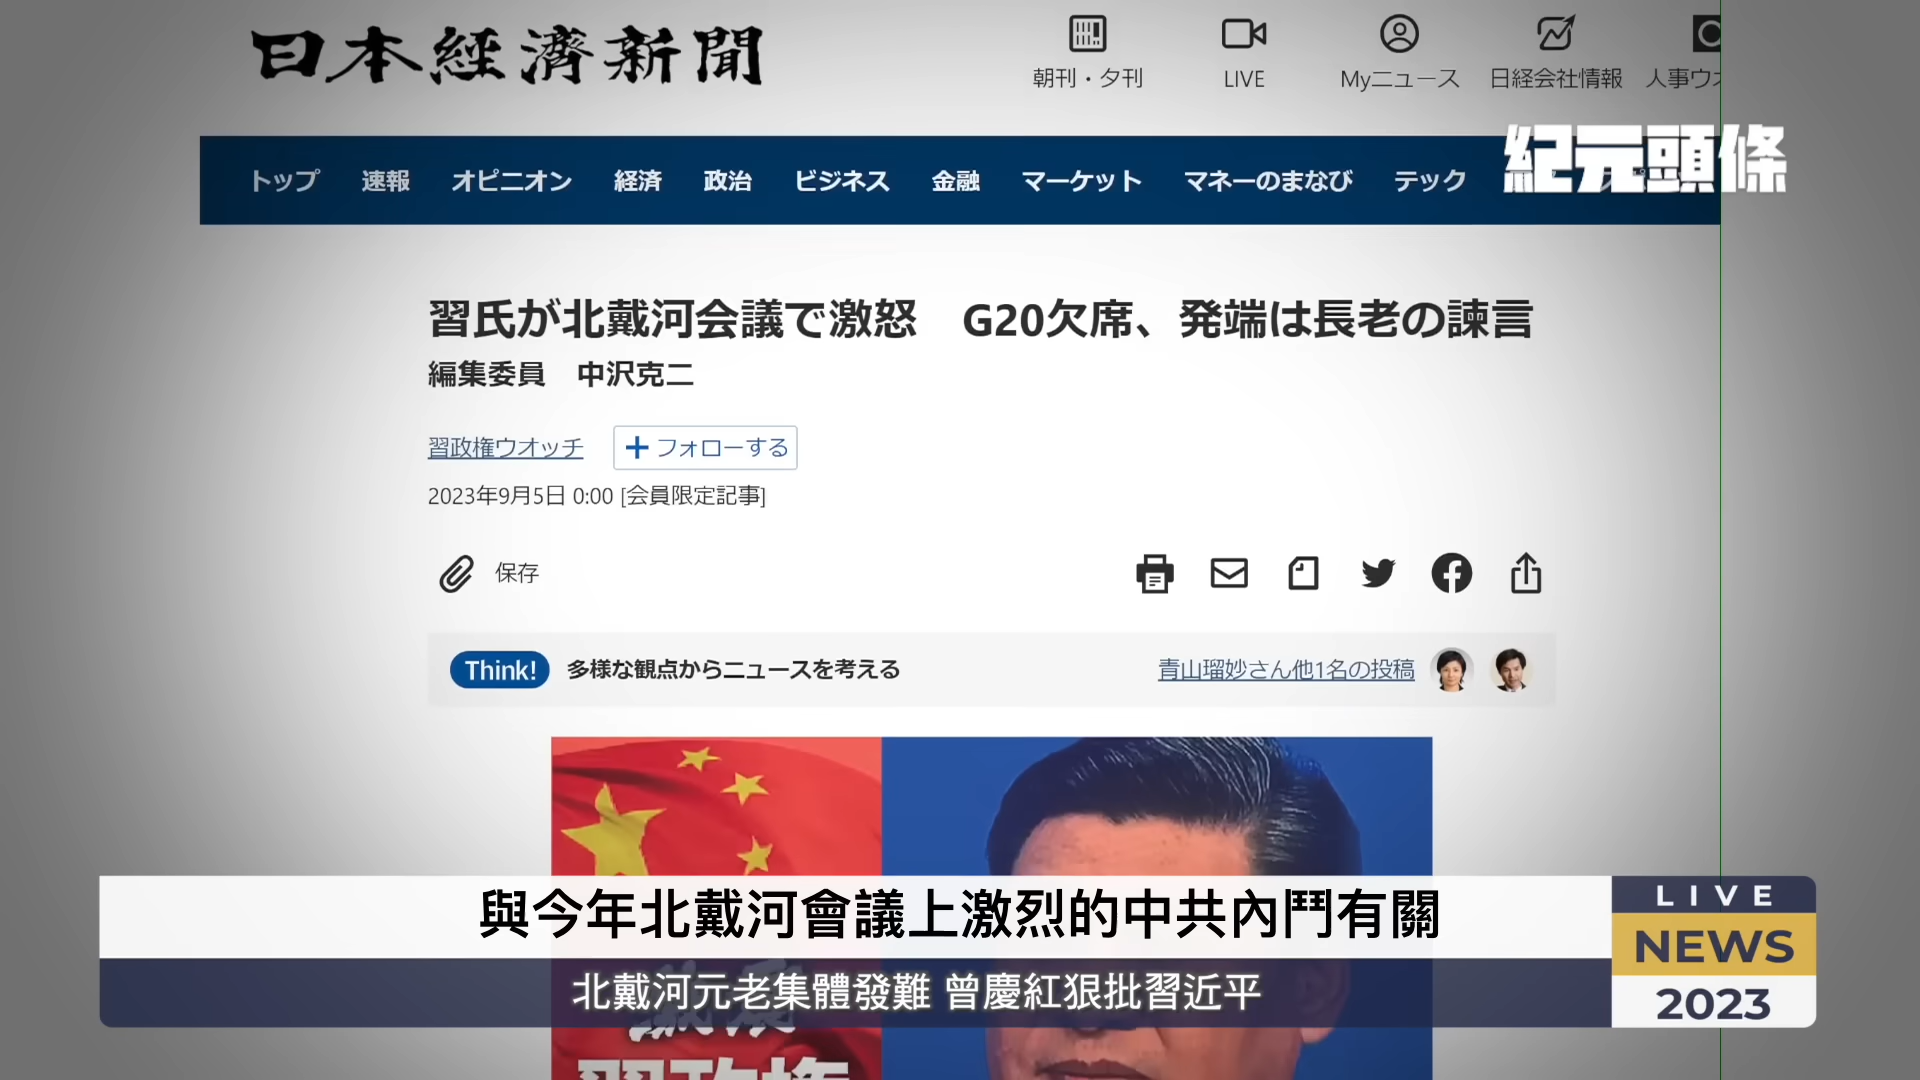 日本經濟新聞
朝刊・夕刊
LIVE
Myニュース
日経会社情報
人事ウオ
トップ
速報
オピニオン
経済
政治
ビジネス
金融
マーケット
マネーのまなび
テック
紀元頭條
習氏が北戴河会議で激怒　G20欠席、発端は長老の諫言
編集委員　中沢克二
習政権ウオッチ
＋フォローする
2023年9月5日 0:00 [会員限定記事]
保存
Think!
多様な観点からニュースを考える
青山瑠妙さん他1名の投稿
與今年北戴河會議上激烈的中共內鬥有關
北戴河元老集體發難 曾慶紅狠批習近平
LIVE
NEWS
2023
習政権